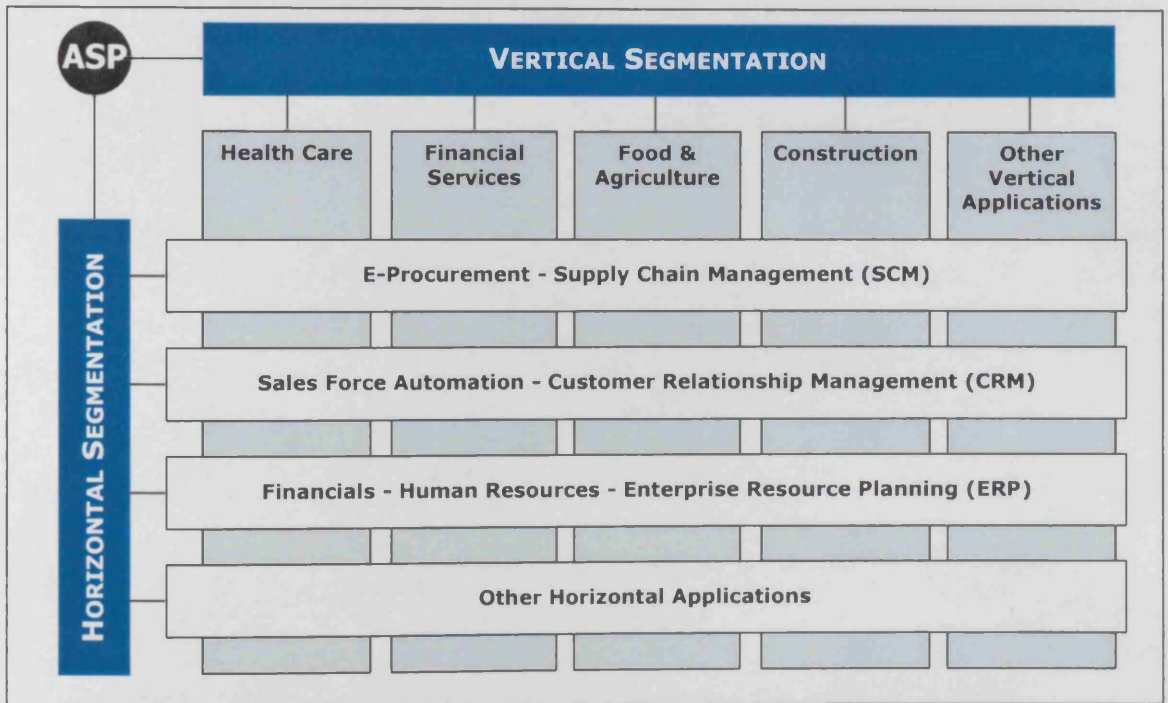 ASP
VERTICAL SEGMENTATION
Health Care
Financial
Services
Food &
Agriculture
Construction
Other
Vertical
Applications
HORIZONTAL SEGMENTATION
E-Procurement - Supply Chain Management (SCM)
Sales Force Automation - Customer Relationship Management (CRM)
Financials - Human Resources - Enterprise Resource Planning (ERP)
Other Horizontal Applications